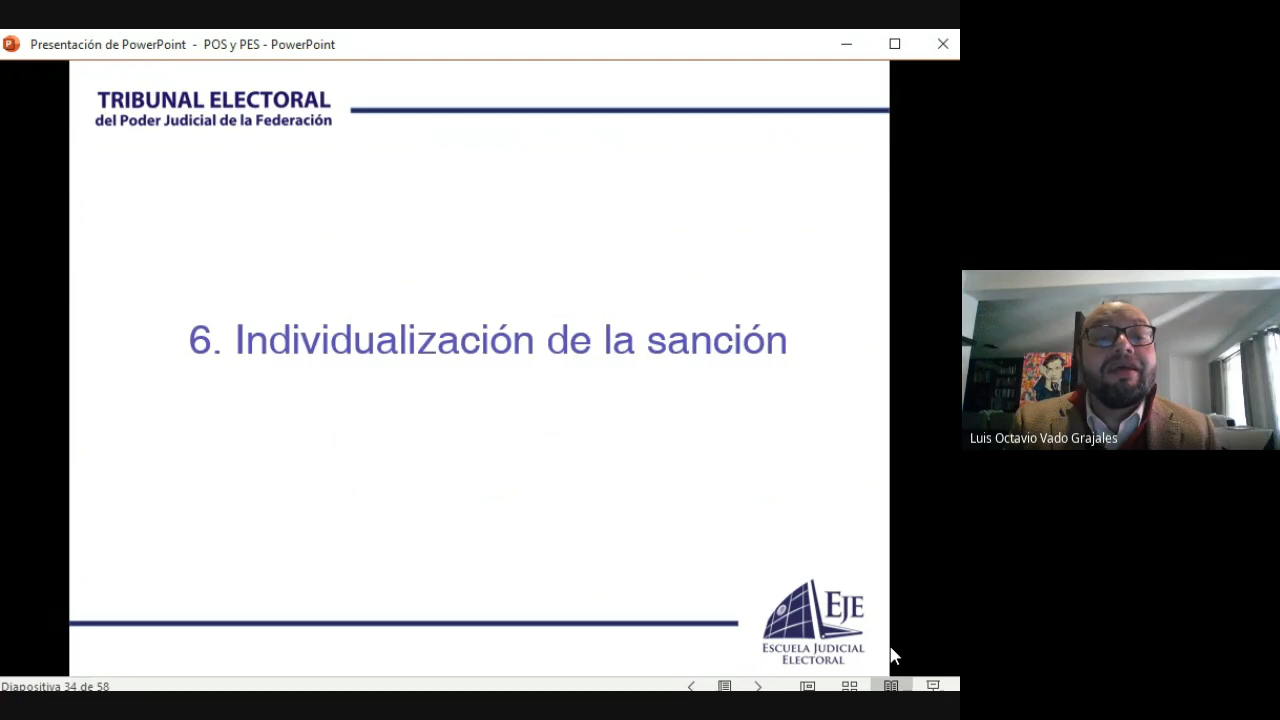 Presentación de PowerPoint - POS y PES - PowerPoint
TRIBUNAL ELECTORAL
del Poder Judicial de la Federación
6. Individualización de la sanción
EJE
ESCUELA JUDICIAL
ELECTORAL
Luis Octavio Vado Grajales
Diapositiva 34 de 58